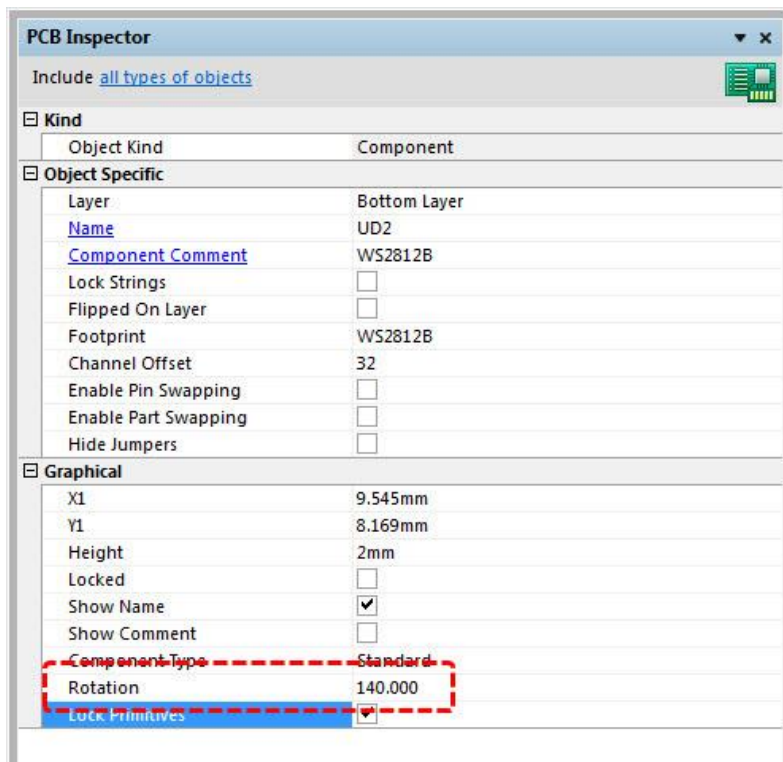 PCB Inspector
Include all types of objects
Kind
Object Kind Component
Object Specific
Layer Bottom Layer
Name UD2
Component Comment WS2812B
Lock Strings
Flipped On Layer
Footprint WS2812B
Channel Offset 32
Enable Pin Swapping
Enable Part Swapping
Hide Jumpers
Graphical
X1 9.545mm
Y1 8.169mm
Height 2mm
Locked
Show Name
Show Comment
Component Type Standard
Rotation 140.000
Lock Primitives